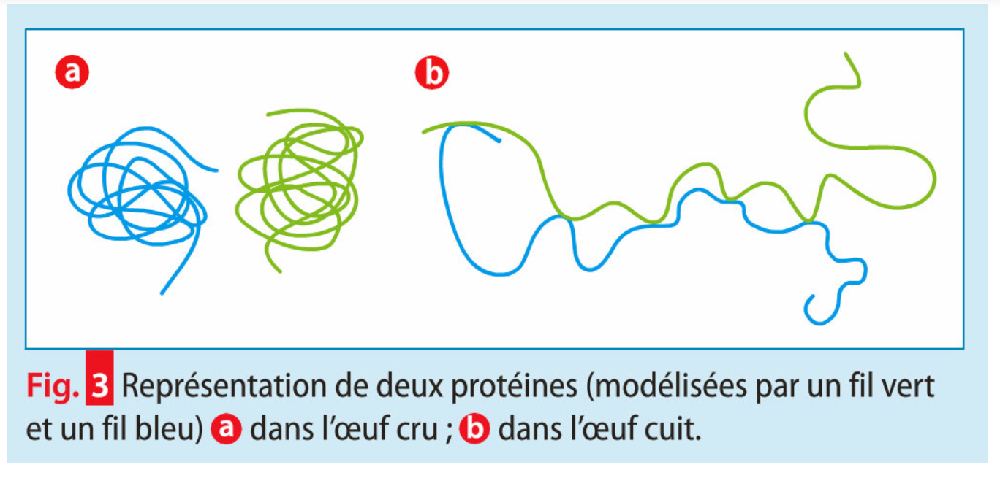 a
b
Fig. 3 Représentation de deux protéines (modélisées par un fil vert
et un fil bleu) a dans l'œuf cru ; b dans l'œuf cuit.